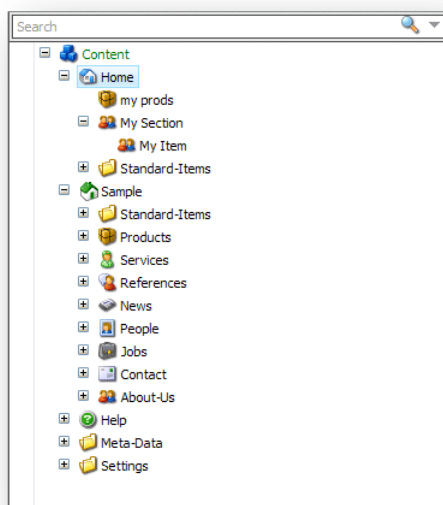 Search
Content
Home
my prods
My Section
My Item
Standard-Items
Sample
Standard-Items
Products
Services
References
News
People
Jobs
Contact
About-Us
Help
Meta-Data
Settings